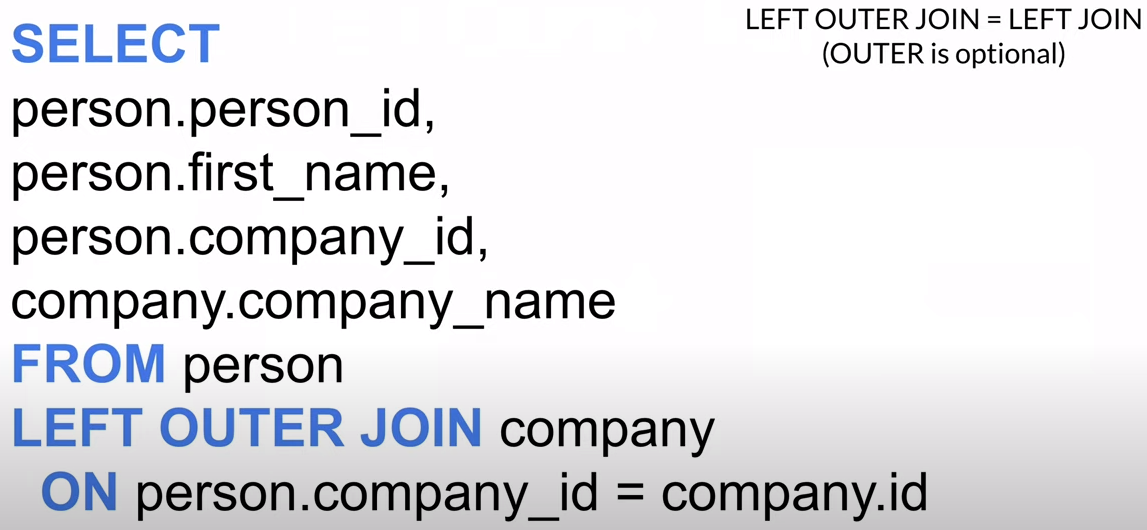 LEFT OUTER JOIN = LEFT JOIN
(OUTER is optional)
SELECT
person.person_id,
person.first_name,
person.company_id,
company.company_name
FROM person
LEFT OUTER JOIN company
ON person.company_id = company.id